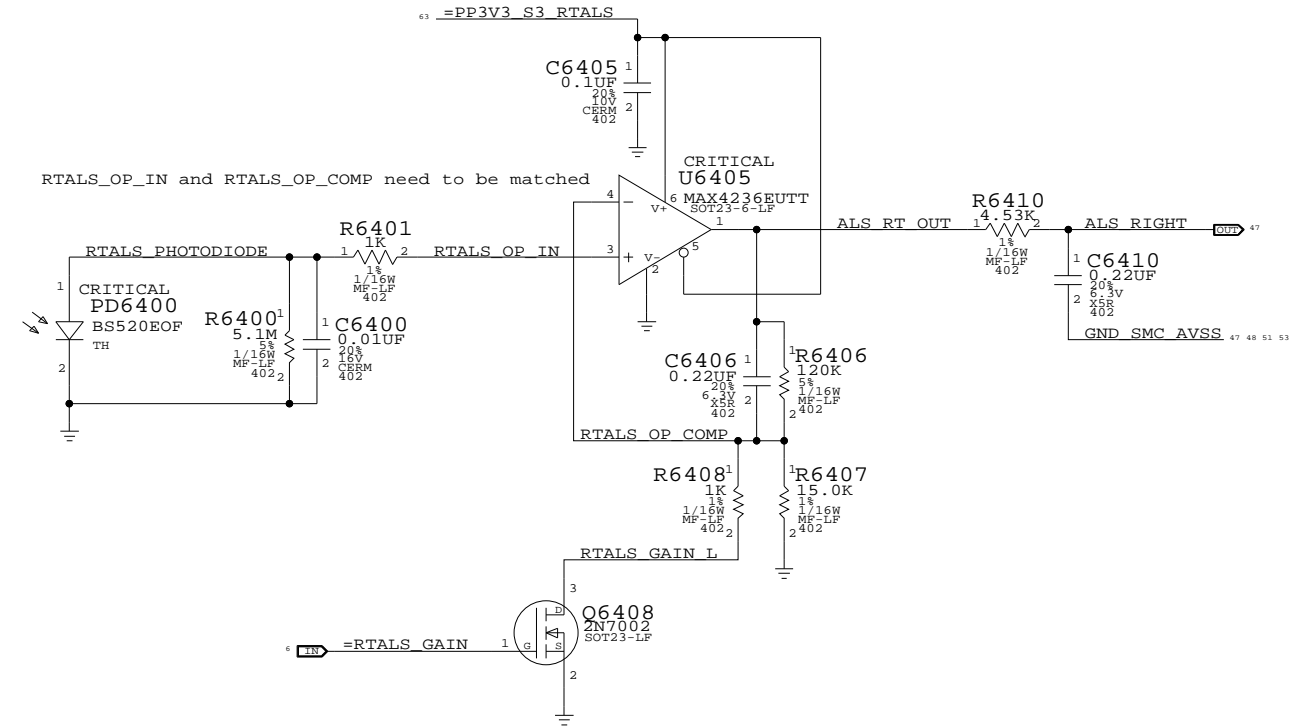 63 =PP3V3_S3_RTALS
C6405 1
0.1UF
20%
10V
CERM 2
402
CRITICAL
U6405
MAX4236EUTT
SOT23-6-LF
RTALS_OP_IN and RTALS_OP_COMP need to be matched
4 − V+ 6
1
3 + V- 5
2
R6401
1K
1 2
1%
1/16W
MF-LF
402
RTALS_PHOTODIODE
RTALS_OP_IN
ALS_RT_OUT
R6410
4.53K
1 2
1%
1/16W
MF-LF
402
ALS_RIGHT
OUT 47
1 C6410
0.22UF
20%
6.3V
2 X5R
402
GND_SMC_AVSS 47 48 51 53
1 CRITICAL
PD6400
BS520EOF
TH
2
R6400 1
5.1M
5%
1/16W
MF-LF
402 2
1 C6400
0.01UF
20%
16V
2 CERM
402
C6406 1
0.22UF
20%
6.3V 2
X5R
402
1 R6406
120K
5%
1/16W
MF-LF
2 402
RTALS_OP_COMP
R6408 1
1K
1%
1/16W
MF-LF
402 2
1 R6407
15.0K
1%
1/16W
MF-LF
2 402
RTALS_GAIN_L
3
D
Q6408
2N7002
SOT23-LF
6 IN =RTALS_GAIN 1 G S
2